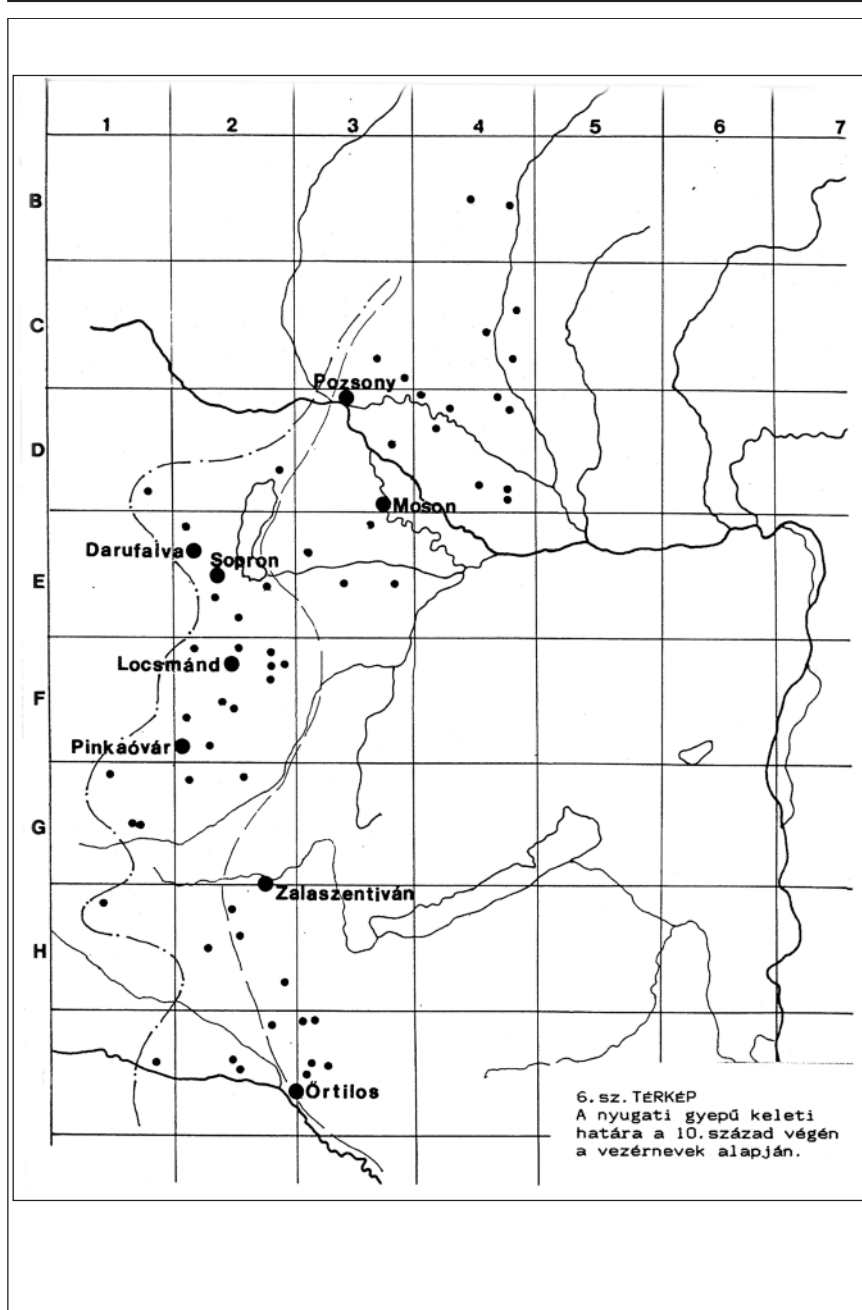 1 2 3 4 5 6 7
B
C
Pozsony
D
Moson
Darufalva
Sopron
E
Locsmánd
F
Pinkaóvár
G
Zalaszentiván
H
Őrtilos
6.sz. TÉRKÉP
A nyugati gyepű keleti
határa a 10.század végén
a vezérnevek alapján.